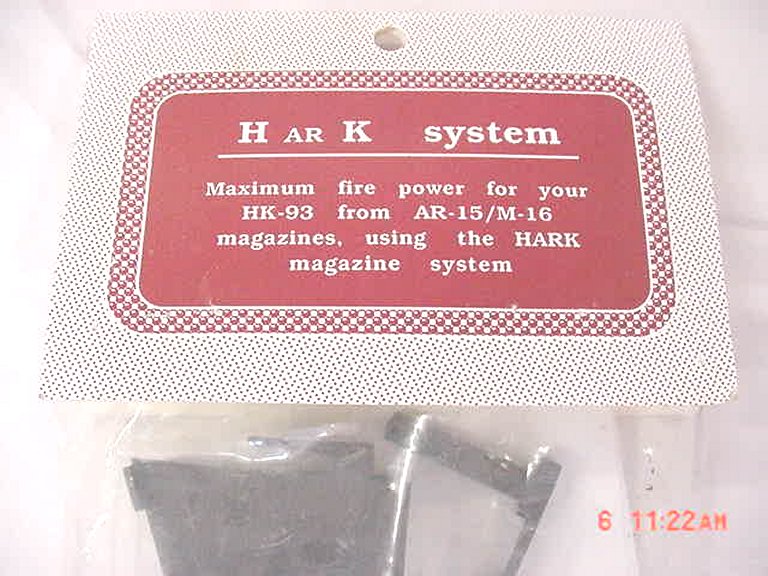 H AR K system
Maximum fire power for your
HK-93 from AR-15/M-16
magazines, using the HARK
magazine system
6 11:22AM